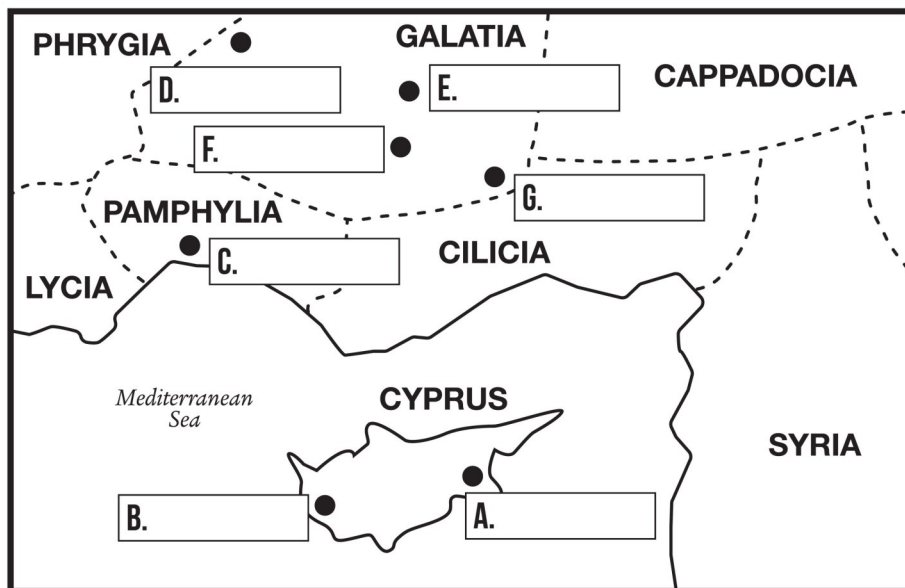 PHRYGIA
GALATIA
CAPPADOCIA
D.
E.
F.
G.
PAMPHYLIA
C.
CILICIA
LYCIA
Mediterranean
Sea
CYPRUS
SYRIA
B.
A.